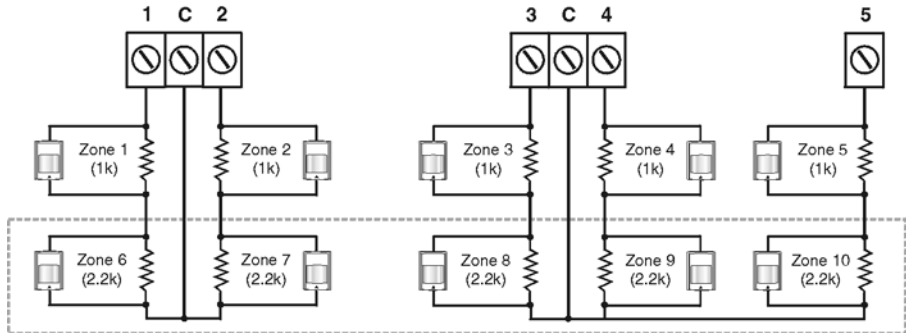 1 C 2 3 C 4 5
Zone 1 Zone 2 Zone 3 Zone 4 Zone 5
(1k) (1k) (1k) (1k) (1k)
Zone 6 Zone 7 Zone 8 Zone 9 Zone 10
(2.2k) (2.2k) (2.2k) (2.2k) (2.2k)